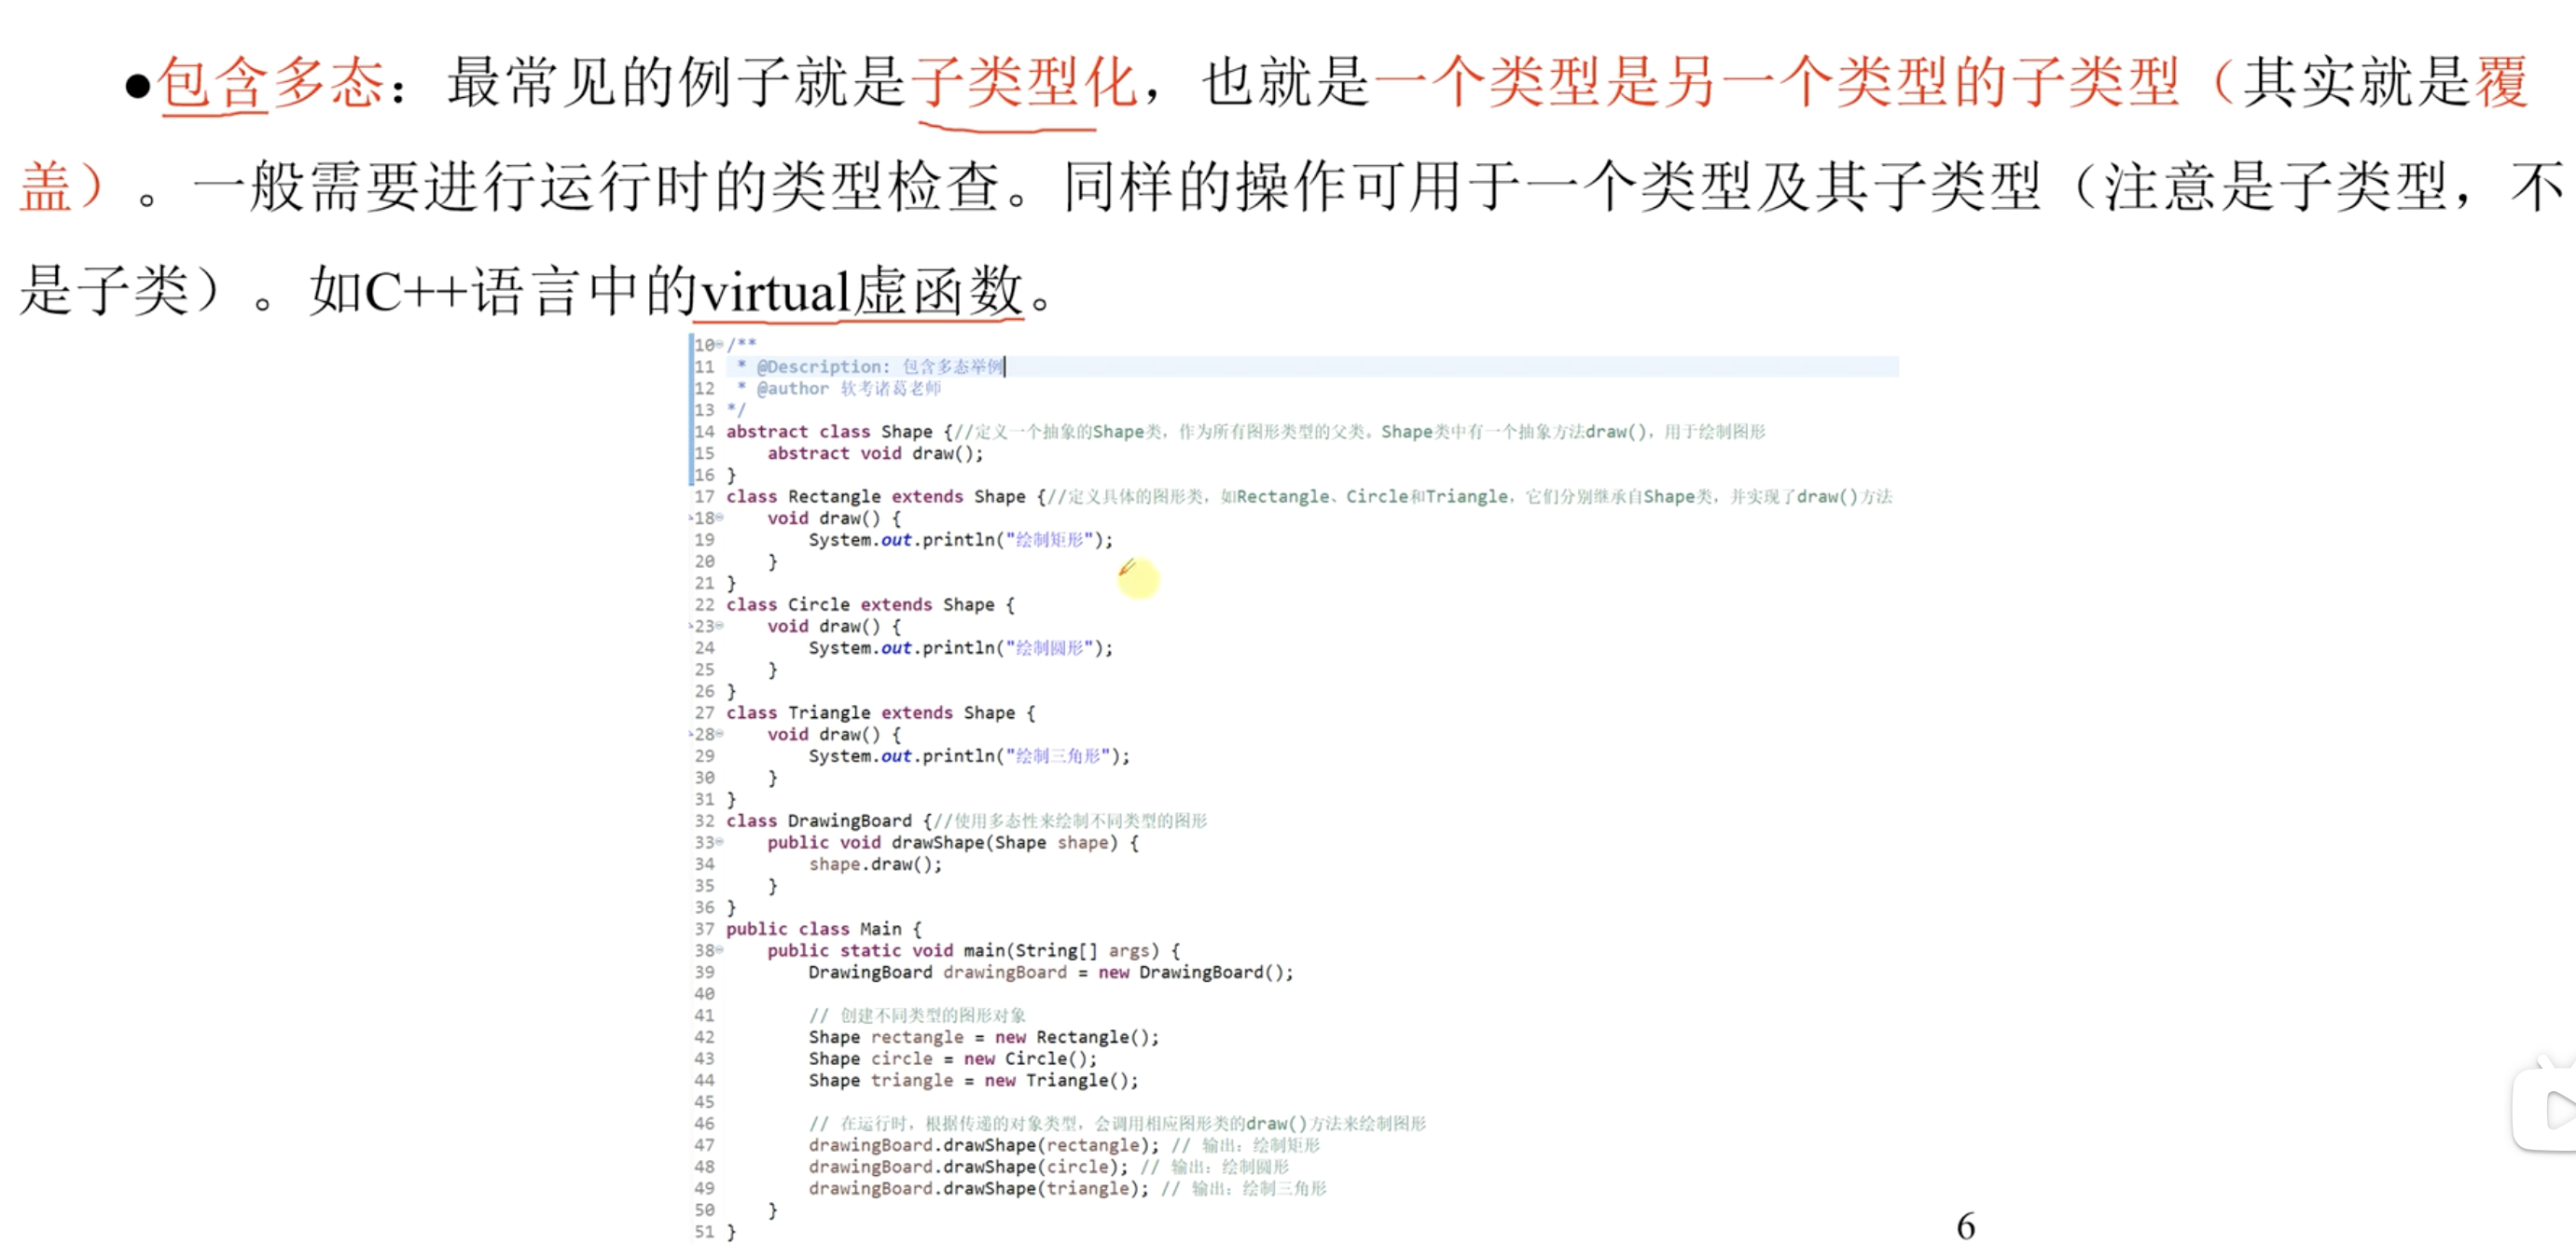 ●包含多态：最常见的例子就是子类型化，也就是一个类型是另一个类型的子类型（其实就是覆
盖）。一般需要进行运行时的类型检查。同样的操作可用于一个类型及其子类型（注意是子类型，不
是子类）。如C++语言中的virtual虚函数。
10 /**
11  * @Description: 包含多态举例
12  * @author 软考诸葛老师
13 */
14 abstract class Shape {//定义一个抽象的Shape类，作为所有图形类型的父类。Shape类中有一个抽象方法draw()，用于绘制图形
15     abstract void draw();
16 }
17 class Rectangle extends Shape {//定义具体的图形类，如Rectangle、Circle和Triangle，它们分别继承自Shape类，并实现了draw()方法
18     void draw() {
19         System.out.println("绘制矩形");
20     }
21 }
22 class Circle extends Shape {
23     void draw() {
24         System.out.println("绘制圆形");
25     }
26 }
27 class Triangle extends Shape {
28     void draw() {
29         System.out.println("绘制三角形");
30     }
31 }
32 class DrawingBoard {//使用多态性来绘制不同类型的图形
33     public void drawShape(Shape shape) {
34         shape.draw();
35     }
36 }
37 public class Main {
38     public static void main(String[] args) {
39         DrawingBoard drawingBoard = new DrawingBoard();
40
41         // 创建不同类型的图形对象
42         Shape rectangle = new Rectangle();
43         Shape circle = new Circle();
44         Shape triangle = new Triangle();
45
46         // 在运行时，根据传递的对象类型，会调用相应图形类的draw()方法来绘制图形
47         drawingBoard.drawShape(rectangle); // 输出：绘制矩形
48         drawingBoard.drawShape(circle); // 输出：绘制圆形
49         drawingBoard.drawShape(triangle); // 输出：绘制三角形
50     }
51 }
6